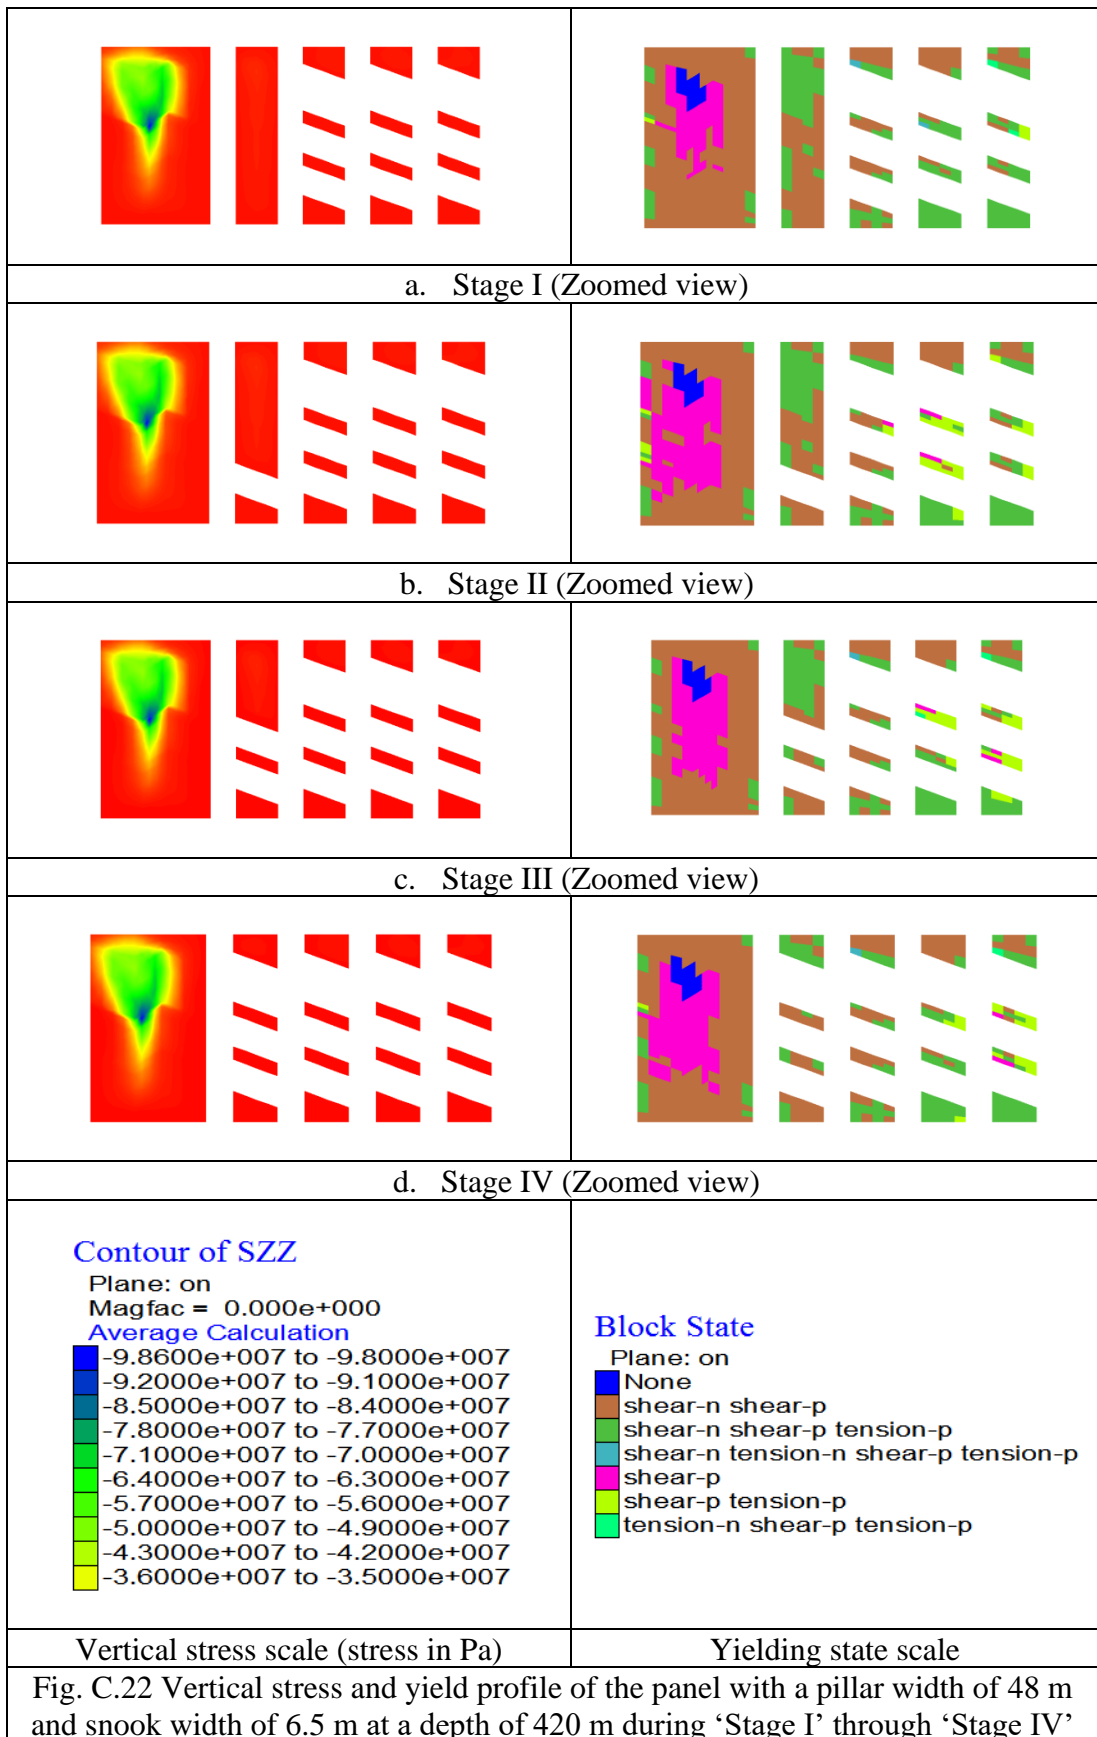 a. Stage I (Zoomed view)
b. Stage II (Zoomed view)
c. Stage III (Zoomed view)
d. Stage IV (Zoomed view)
Contour of SZZ
Plane: on
Magfac = 0.000e+000
Average Calculation
-9.8600e+007 to -9.8000e+007
-9.2000e+007 to -9.1000e+007
-8.5000e+007 to -8.4000e+007
-7.8000e+007 to -7.7000e+007
-7.1000e+007 to -7.0000e+007
-6.4000e+007 to -6.3000e+007
-5.7000e+007 to -5.6000e+007
-5.0000e+007 to -4.9000e+007
-4.3000e+007 to -4.2000e+007
-3.6000e+007 to -3.5000e+007
Block State
Plane: on
None
shear-n shear-p
shear-n shear-p tension-p
shear-n tension-n shear-p tension-p
shear-p
shear-p tension-p
tension-n shear-p tension-p
Vertical stress scale (stress in Pa)
Yielding state scale
Fig. C.22 Vertical stress and yield profile of the panel with a pillar width of 48 m
and snook width of 6.5 m at a depth of 420 m during ‘Stage I’ through ‘Stage IV’